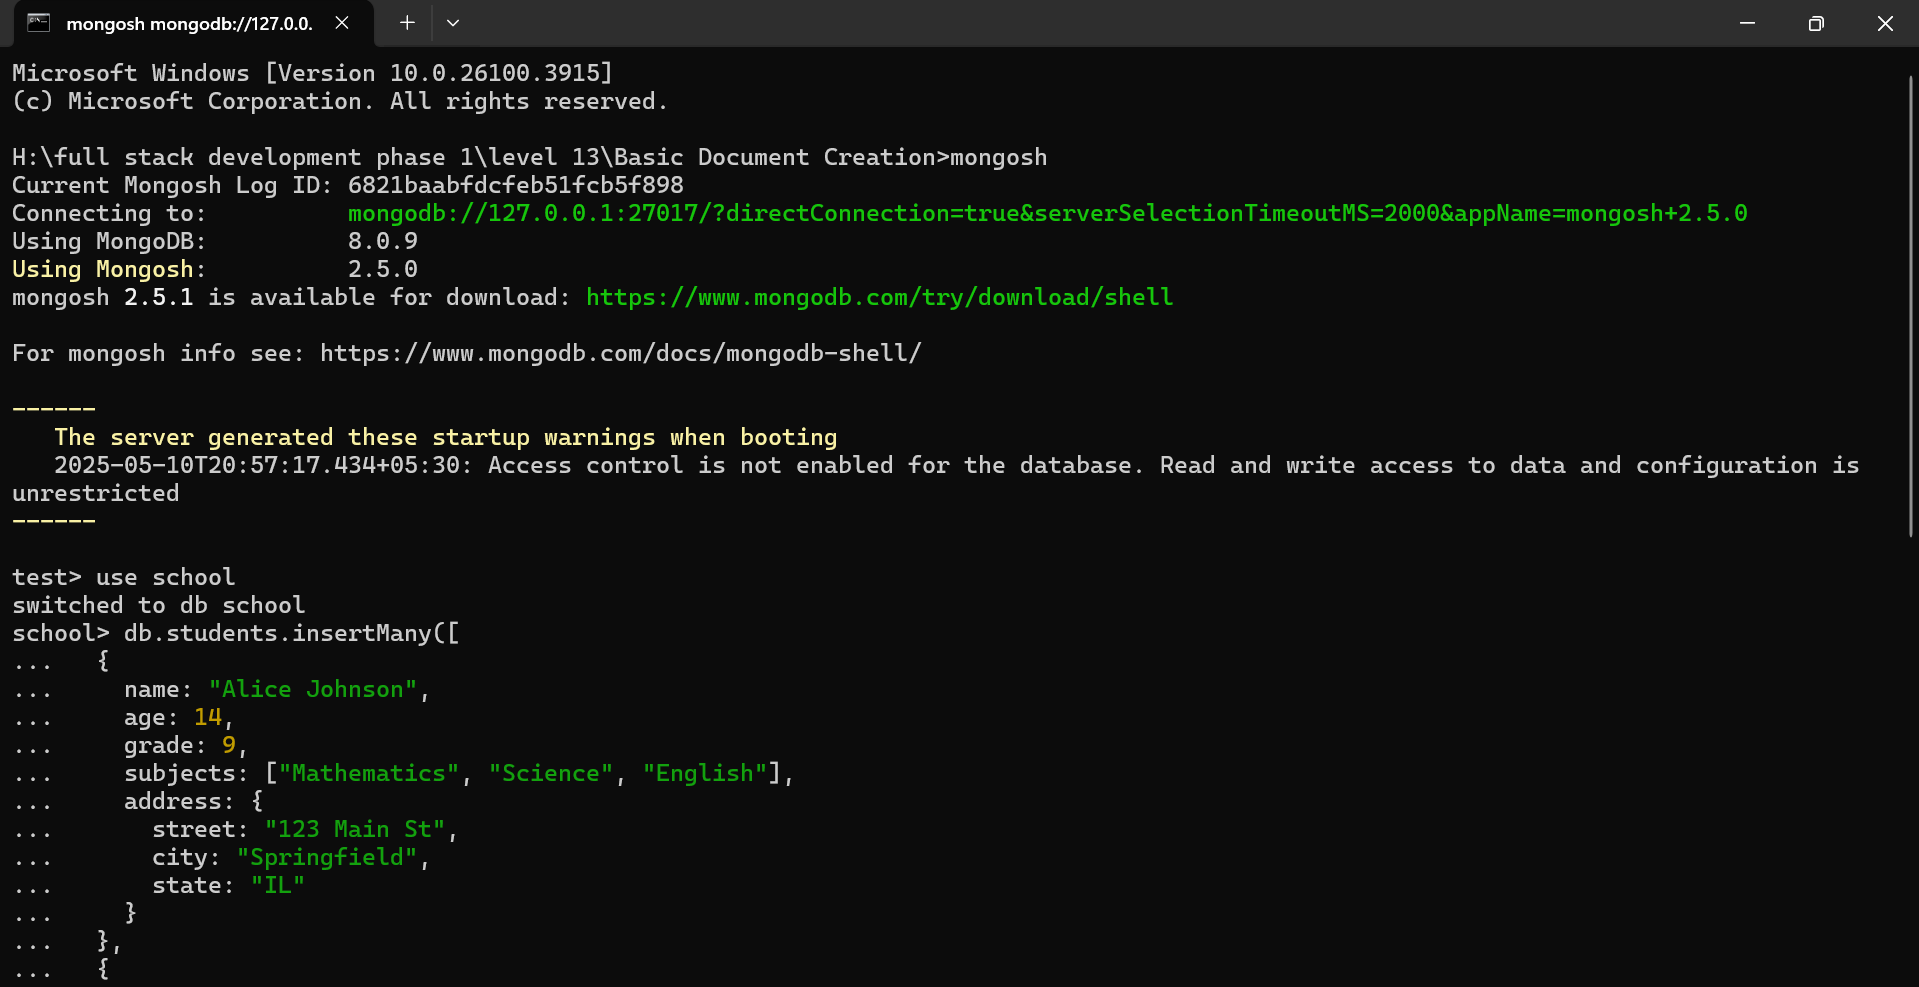 mongosh mongodb://127.0.0.
Microsoft Windows [Version 10.0.26100.3915]
(c) Microsoft Corporation. All rights reserved.
H:\full stack development phase 1\level 13\Basic Document Creation>mongosh
Current Mongosh Log ID: 6821baabfdcfeb51fcb5f898
Connecting to:          mongodb://127.0.0.1:27017/?directConnection=true&serverSelectionTimeoutMS=2000&appName=mongosh+2.5.0
Using MongoDB:          8.0.9
Using Mongosh:          2.5.0
mongosh 2.5.1 is available for download: https://www.mongodb.com/try/download/shell
For mongosh info see: https://www.mongodb.com/docs/mongodb-shell/
------
   The server generated these startup warnings when booting
   2025-05-10T20:57:17.434+05:30: Access control is not enabled for the database. Read and write access to data and configuration is
unrestricted
------
test> use school
switched to db school
school> db.students.insertMany([
...   {
...     name: "Alice Johnson",
...     age: 14,
...     grade: 9,
...     subjects: ["Mathematics", "Science", "English"],
...     address: {
...       street: "123 Main St",
...       city: "Springfield",
...       state: "IL"
...     }
...   },
...   {